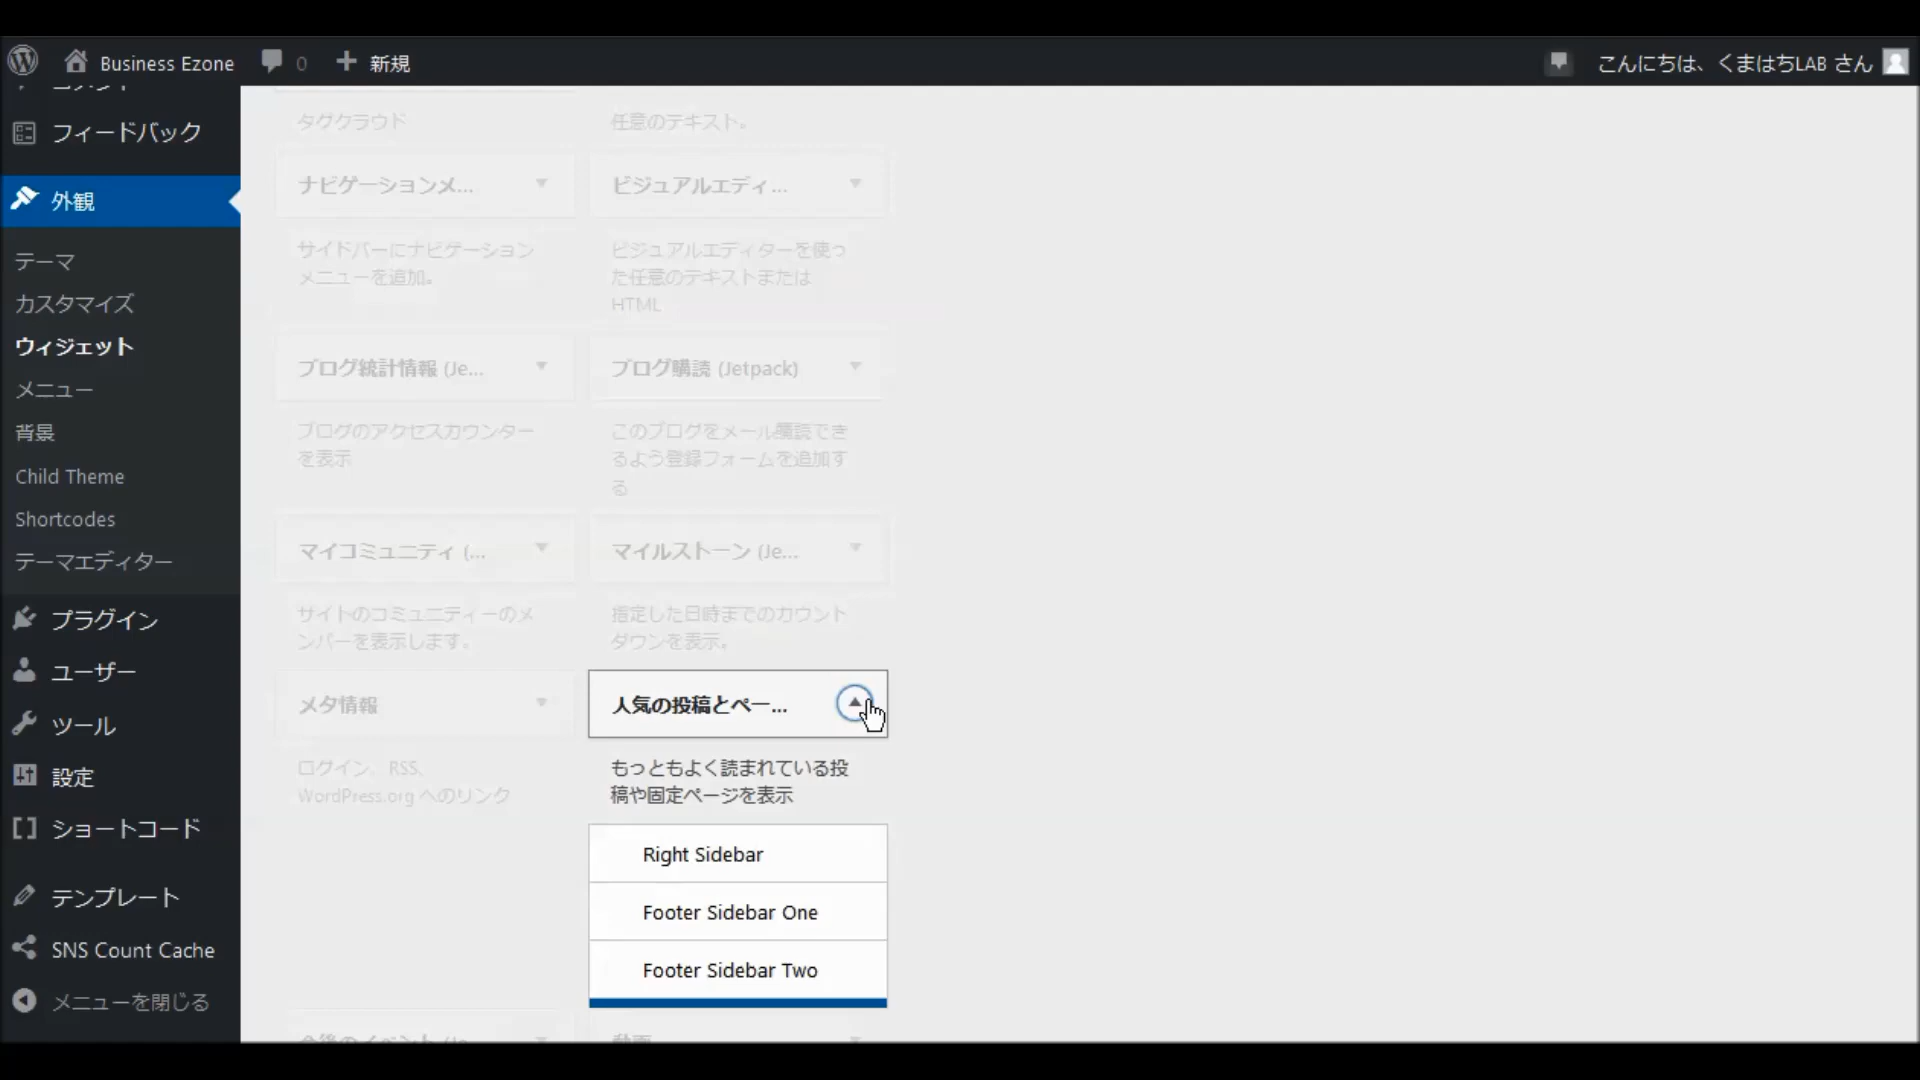 Business Ezone
0
新規
こんにちは、くまはちLAB さん
フィードバック
外観
テーマ
カスタマイズ
ウィジェット
メニュー
背景
Child Theme
Shortcodes
テーマエディター
プラグイン
ユーザー
ツール
設定
ショートコード
テンプレート
SNS Count Cache
メニューを閉じる
タグクラウド
ナビゲーションメ...
サイドバーにナビゲーション
メニューを追加。
ブログ統計情報 (Je...
ブログのアクセスカウンター
を表示
マイコミュニティ (...
サイトのコミュニティーのメ
ンバーを表示します。
メタ情報
ログイン、RSS、
WordPress.org へのリンク
任意のテキスト。
ビジュアルエディ...
ビジュアルエディターを使っ
た任意のテキストまたは
HTML
ブログ購読 (Jetpack)
このブログをメール購読でき
るよう登録フォームを追加す
る
マイルストーン (Je...
指定した日時までのカウント
ダウンを表示。
人気の投稿とペー...
もっともよく読まれている投
稿や固定ページを表示
Right Sidebar
Footer Sidebar One
Footer Sidebar Two